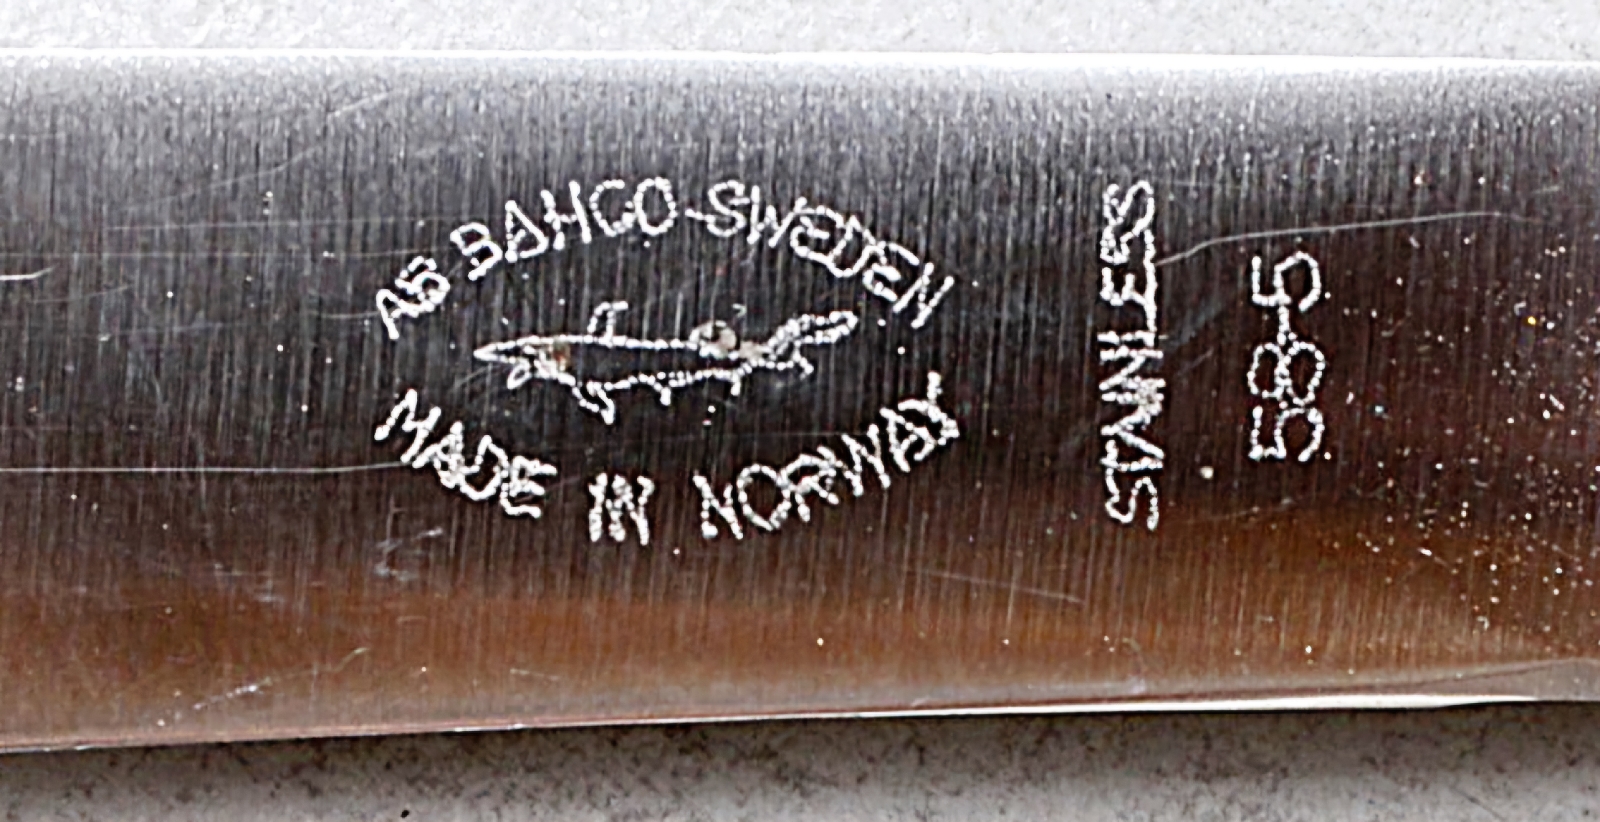 AB BAHCO-SWEDEN
MADE IN NORWAY
STAINLESS
58-5